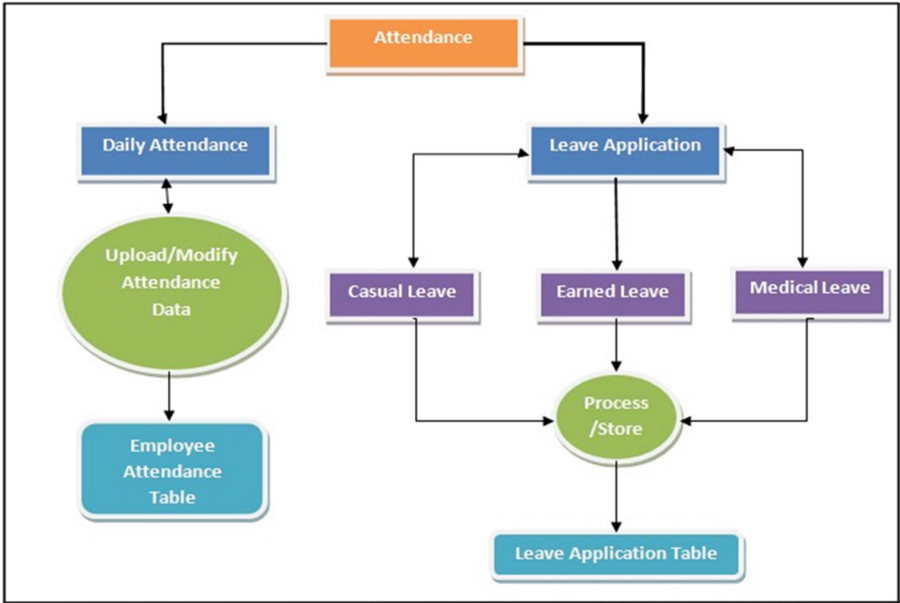 Attendance
Daily Attendance
Leave Application
Upload/Modify
Attendance
Data
Casual Leave
Earned Leave
Medical Leave
Process
/Store
Employee
Attendance
Table
Leave Application Table